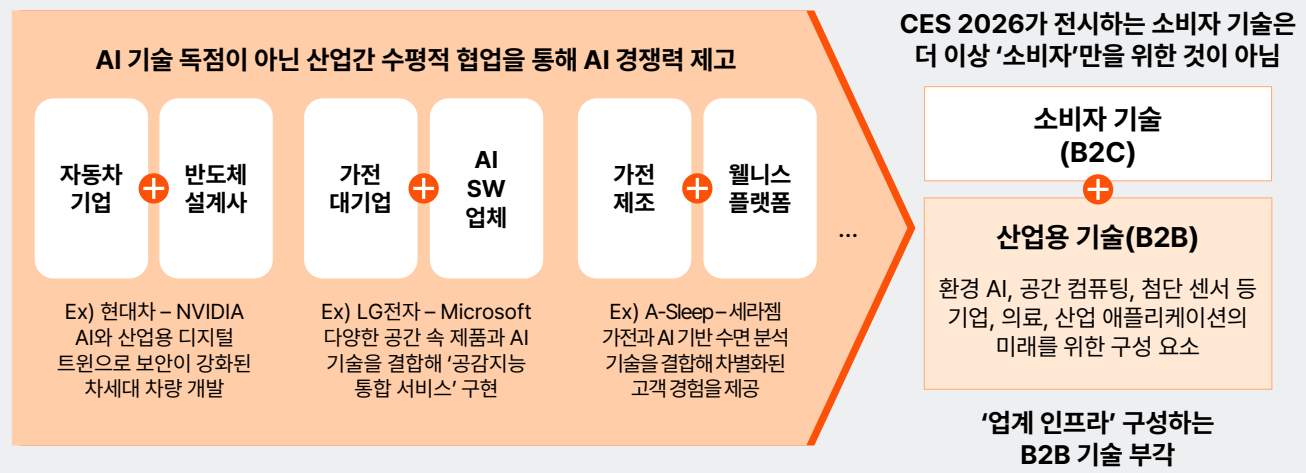 AI 기술 독점이 아닌 산업간 수평적 협업을 통해 AI 경쟁력 제고
자동차
기업
반도체
설계사
가전
대기업
AI
SW
업체
가전
제조
웰니스
플랫폼
...
Ex) 현대차 – NVIDIA
AI와 산업용 디지털
트윈으로 보안이 강화된
차세대 차량 개발
Ex) LG전자 – Microsoft
다양한 공간 속 제품과 AI
기술을 결합해 ‘공감지능
통합 서비스’ 구현
Ex) A-Sleep – 세라젬
가전과 AI 기반 수면 분석
기술을 결합해 차별화된
고객 경험을 제공
CES 2026가 전시하는 소비자 기술은
더 이상 ‘소비자’만을 위한 것이 아님
소비자 기술
(B2C)
산업용 기술(B2B)
환경 AI, 공간 컴퓨팅, 첨단 센서 등
기업, 의료, 산업 애플리케이션의
미래를 위한 구성 요소
‘업계 인프라’ 구성하는
B2B 기술 부각